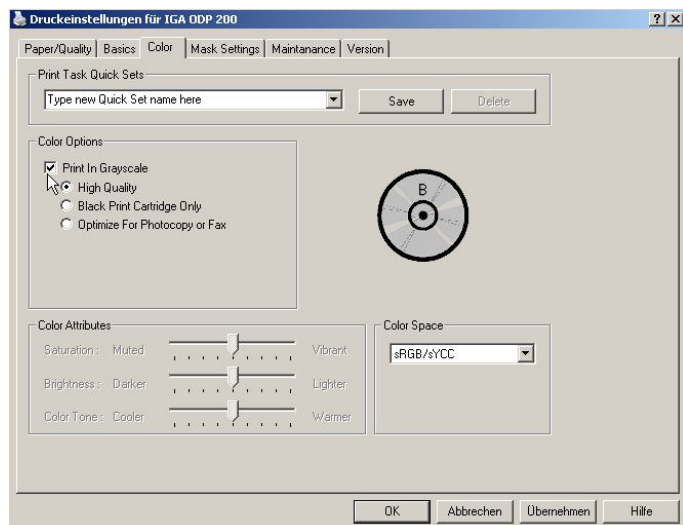 Druckeinstellungen für IGA ODP 200
Paper/Quality Basics Color Mask Settings Maintanance Version
Print Task Quick Sets
Type new Quick Set name here Save Delete
Color Options
Print In Grayscale
High Quality
Black Print Cartridge Only
Optimize For Photocopy or Fax
B
Color Attributes
Saturation : Muted Vibrant
Brightness : Darker Lighter
Color Tone : Cooler Warmer
Color Space
sRGB/sYCC
OK Abbrechen Übernehmen Hilfe